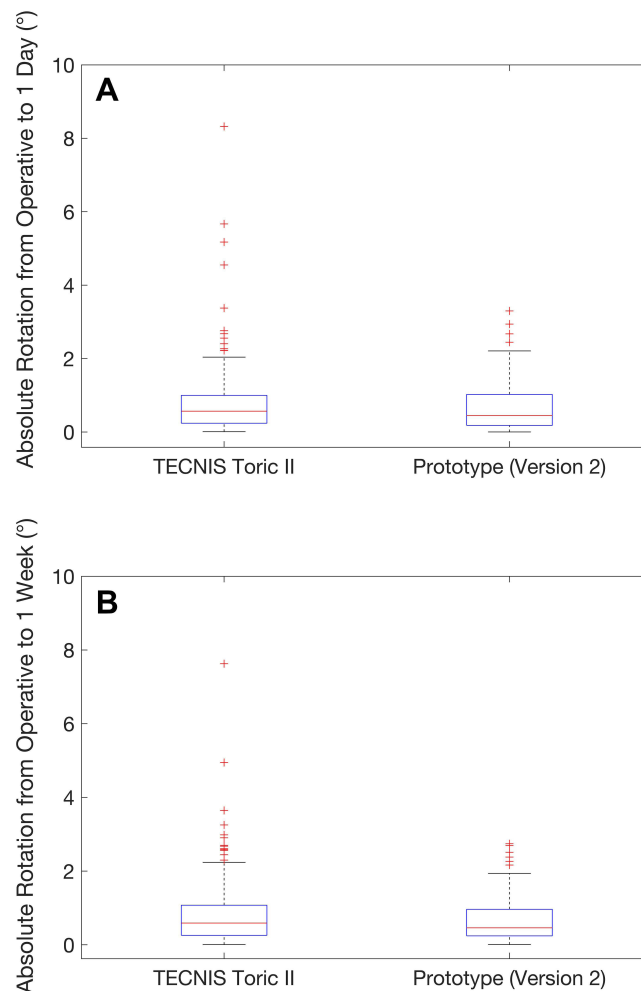 Absolute Rotation from Operative to 1 Day (°)
A
10
8
6
4
2
0
TECNIS Toric II
Prototype (Version 2)
Absolute Rotation from Operative to 1 Week (°)
B
10
8
6
4
2
0
TECNIS Toric II
Prototype (Version 2)